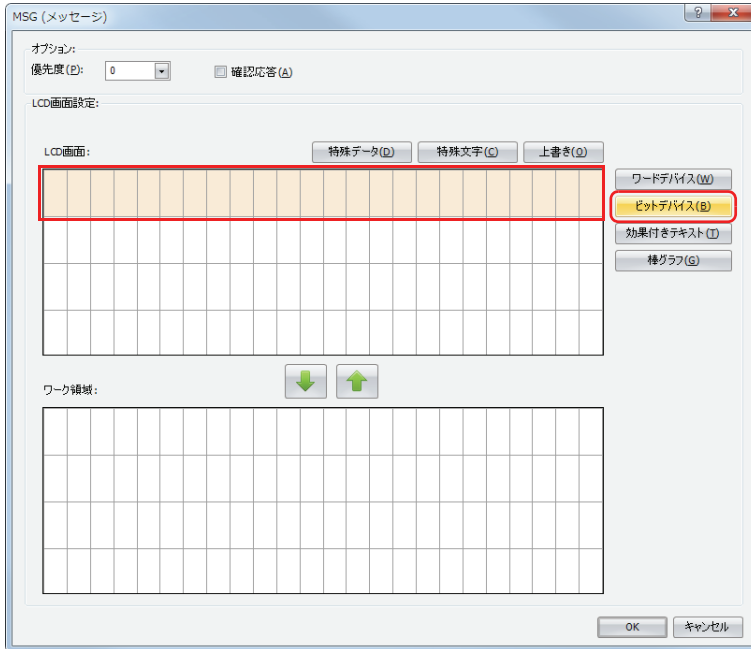 MSG (メッセージ)
オプション:
優先度(P): 0 確認応答(A)
LCD画面設定:
LCD画面: 特殊データ(D) 特殊文字(C) 上書き(O)
ワードデバイス(W)
ビットデバイス(B)
効果付きテキスト(T)
棒グラフ(G)
ワーク領域:
OK キャンセル